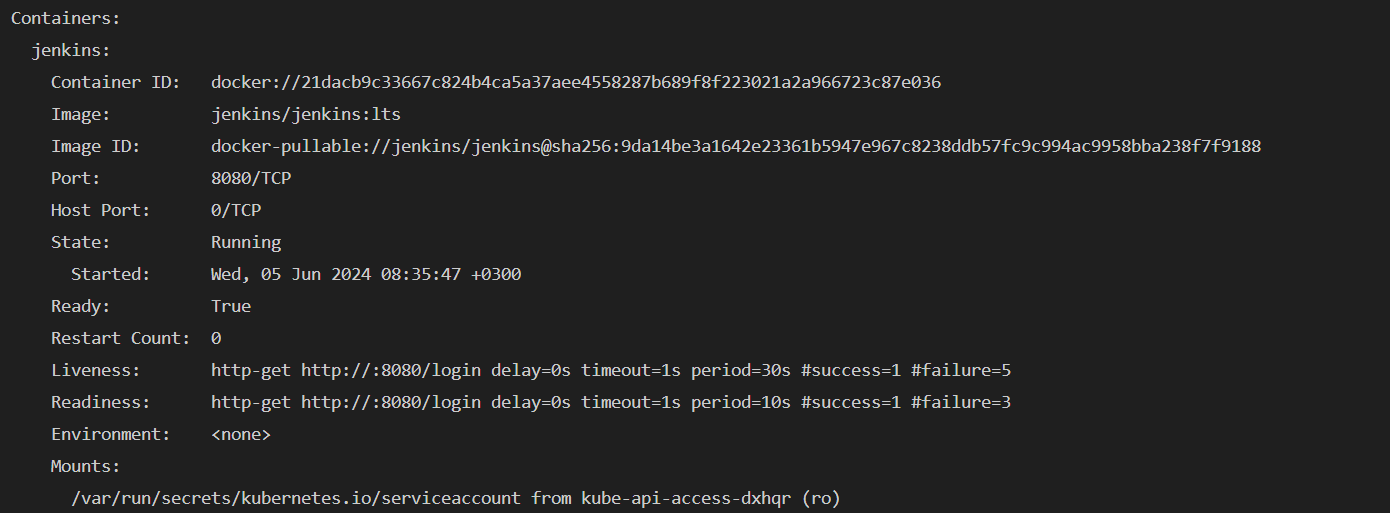 Containers:
jenkins:
Container ID: docker://21dacb9c33667c824b4ca5a37aee4558287b689f8f223021a2a966723c87e036
Image: jenkins/jenkins:lts
Image ID: docker-pullable://jenkins/jenkins@sha256:9da14be3a1642e23361b5947e967c8238ddb57fc9c994ac9958bba238f7f9188
Port: 8080/TCP
Host Port: 0/TCP
State: Running
Started: Wed, 05 Jun 2024 08:35:47 +0300
Ready: True
Restart Count: 0
Liveness: http-get http://:8080/login delay=0s timeout=1s period=30s #success=1 #failure=5
Readiness: http-get http://:8080/login delay=0s timeout=1s period=10s #success=1 #failure=3
Environment: <none>
Mounts:
/var/run/secrets/kubernetes.io/serviceaccount from kube-api-access-dxhqr (ro)